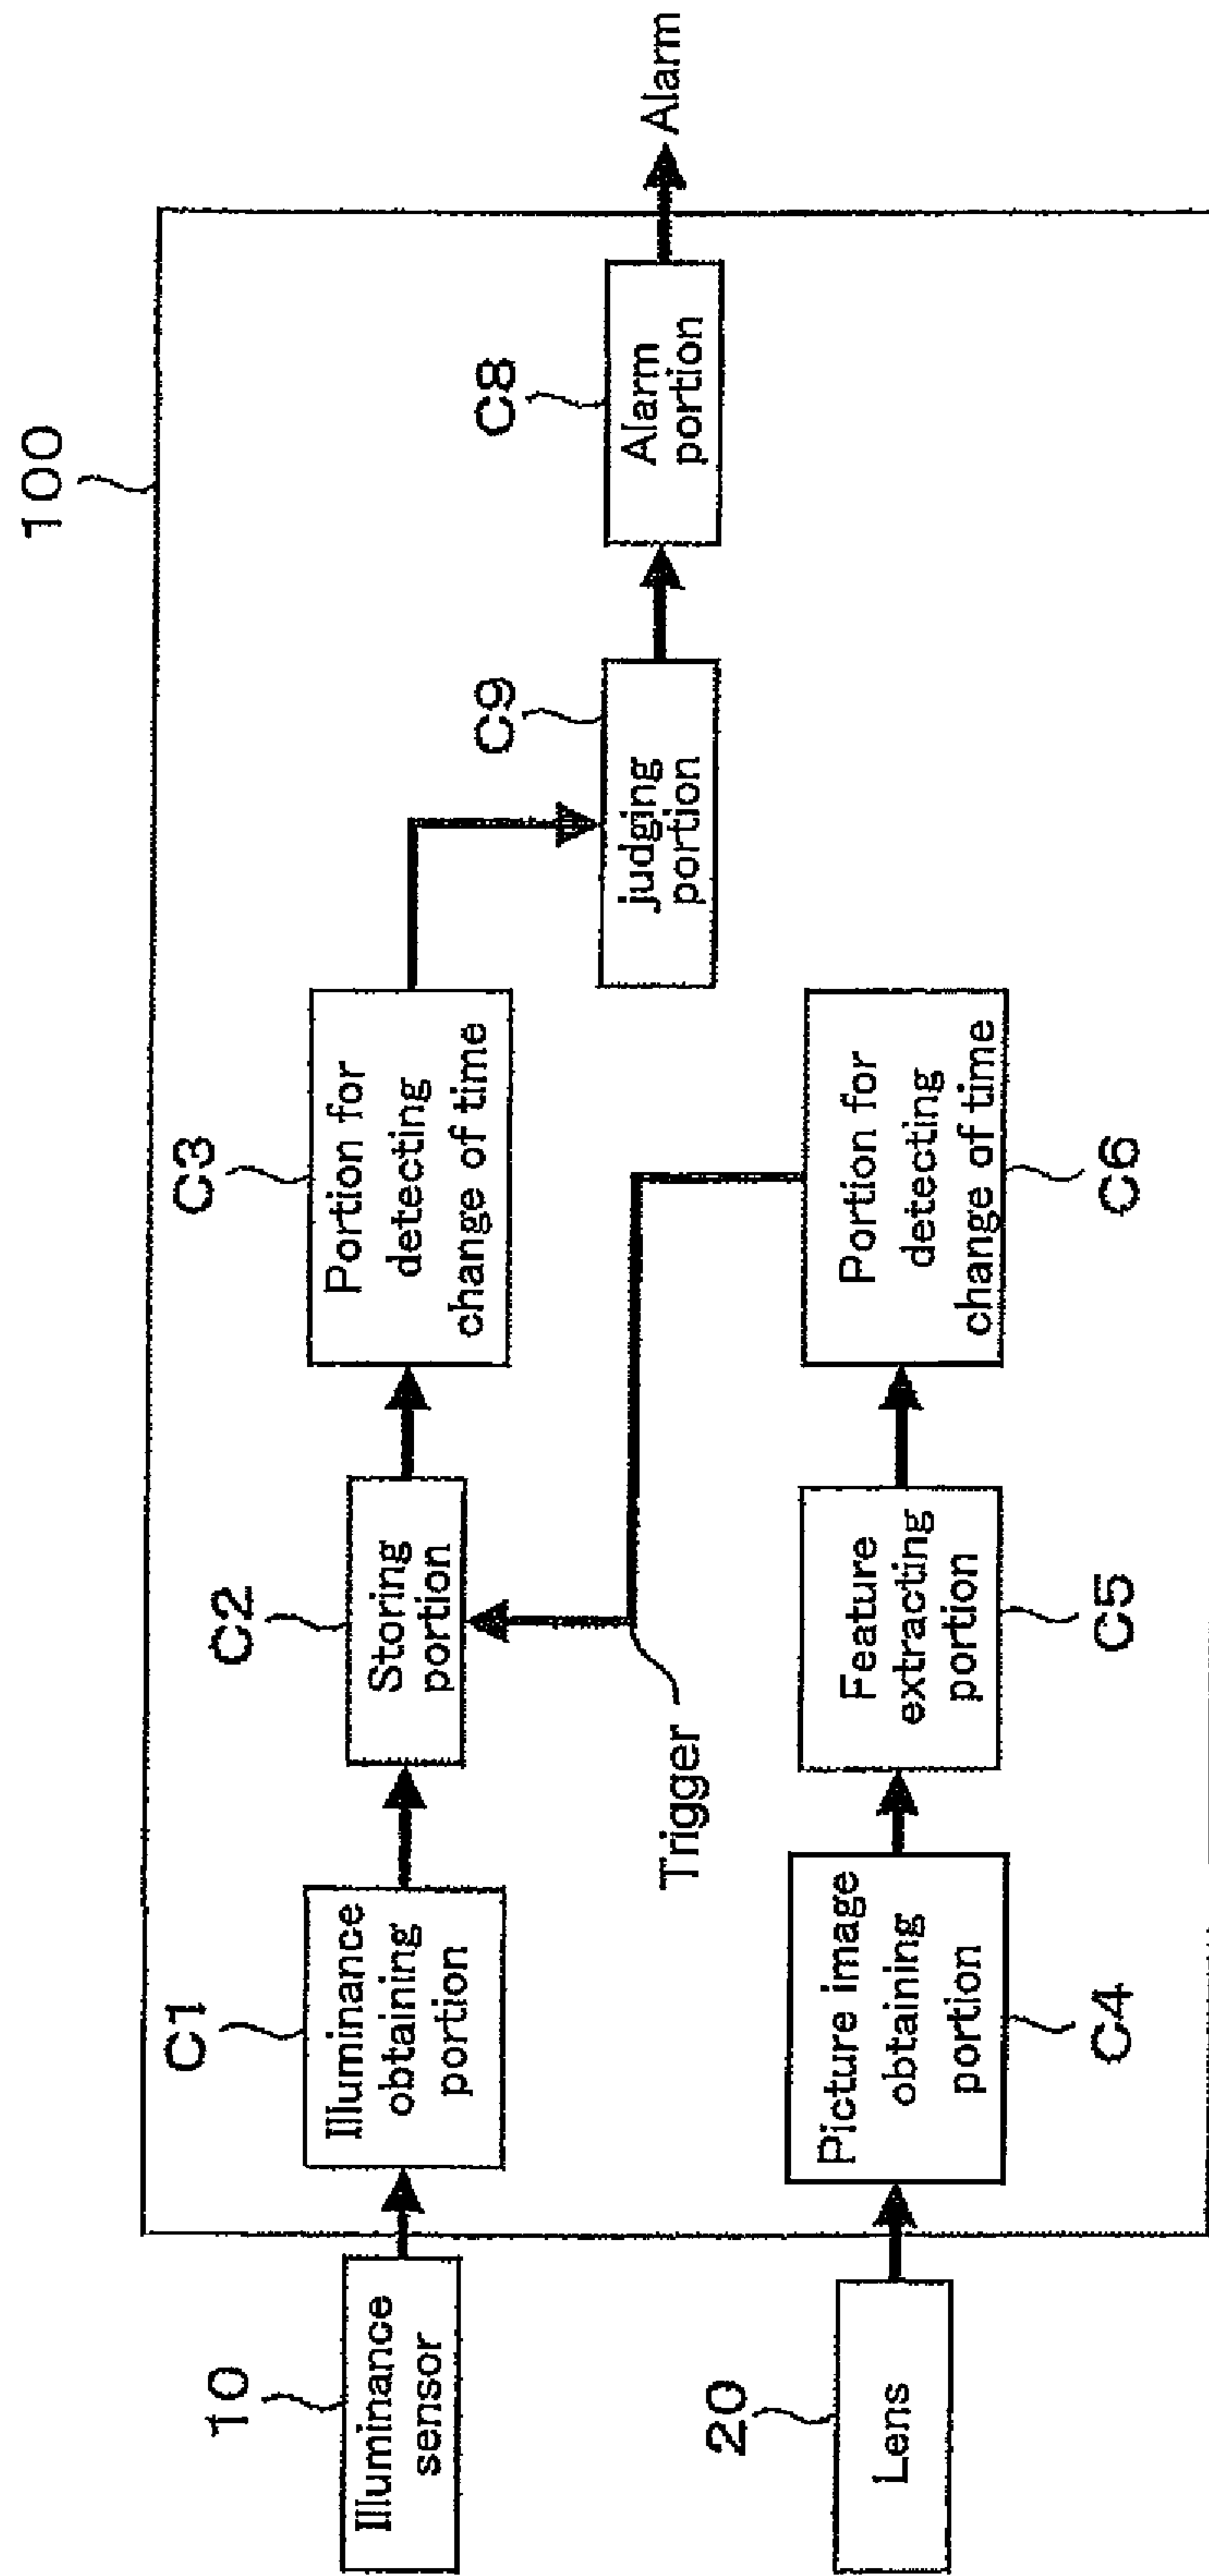 100
10
Illuminance
sensor
C1
Illuminance
obtaining
portion
C2
Storing
portion
C3
Portion for
detecting
change of time
Trigger
C9
judging
portion
C8
Alarm
portion
Alarm
20
Lens
Picture image
obtaining
portion
C4
Feature
extracting
portion
C5
Portion for
detecting
change of time
C6